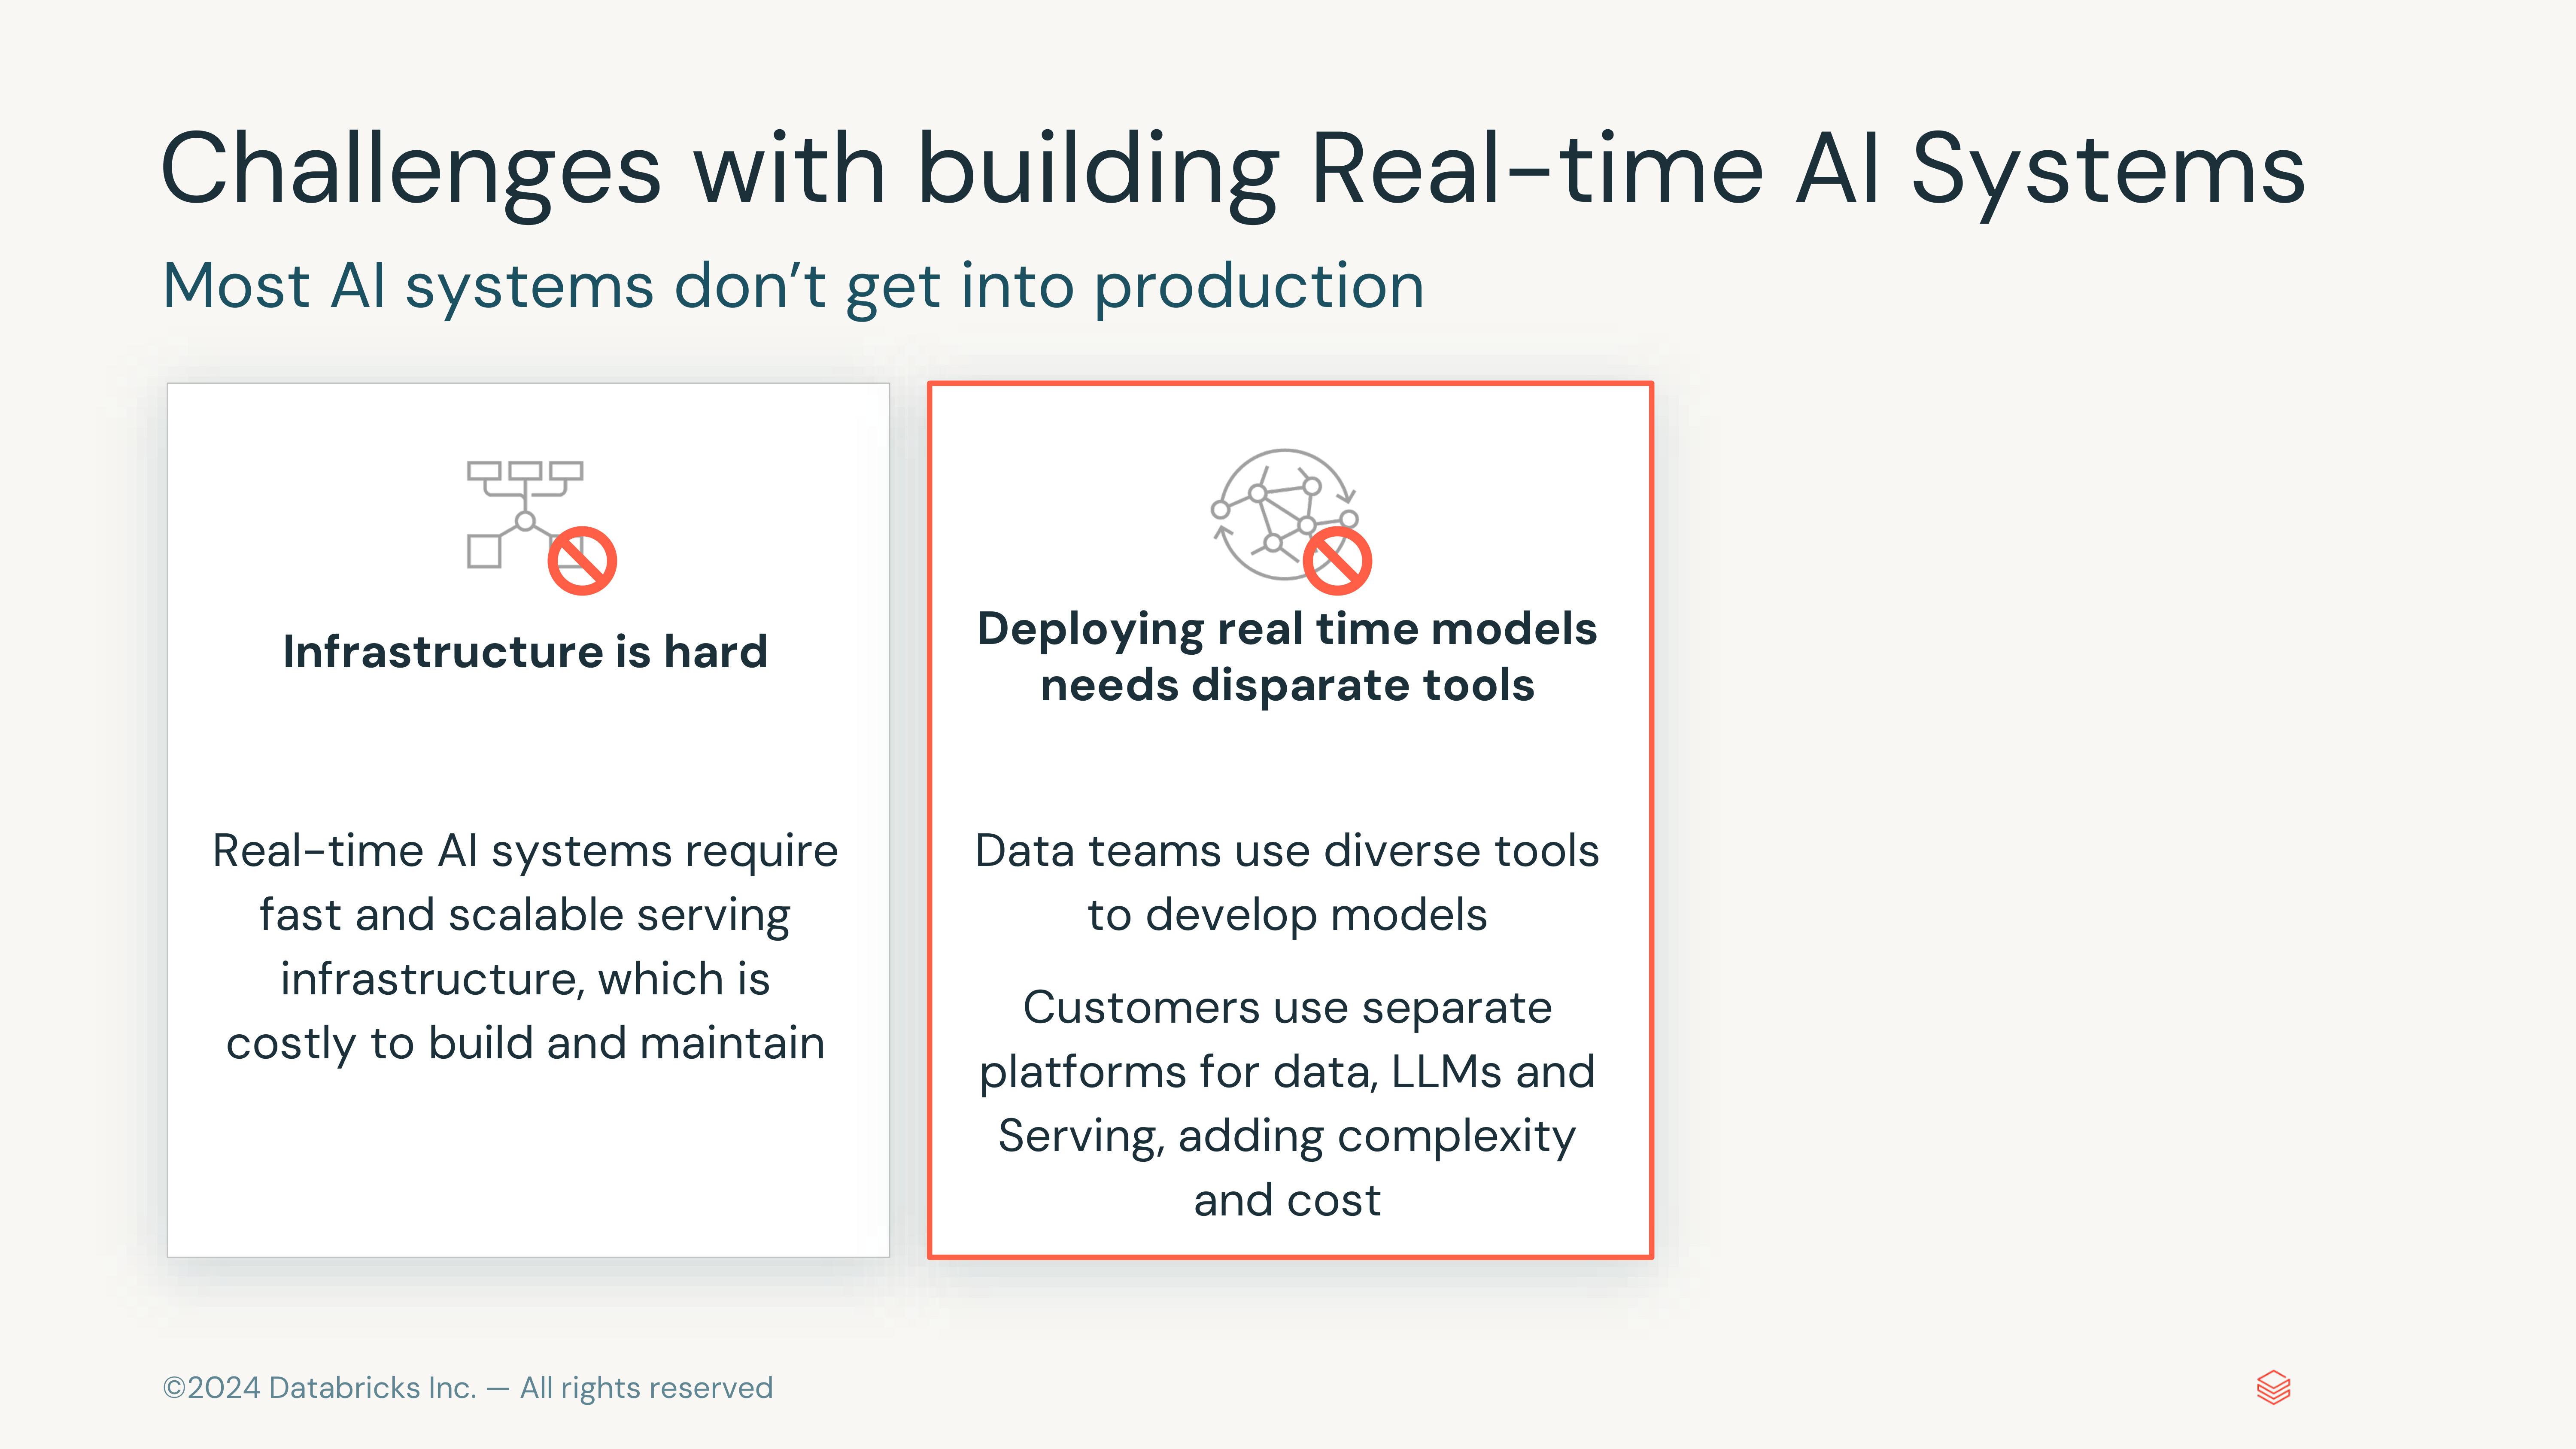 Challenges with building Real-time AI Systems
Most AI systems don’t get into production
Infrastructure is hard
Real-time AI systems require
fast and scalable serving
infrastructure, which is
costly to build and maintain
Deploying real time models
needs disparate tools
Data teams use diverse tools
to develop models
Customers use separate
platforms for data, LLMs and
Serving, adding complexity
and cost
©2024 Databricks Inc. — All rights reserved